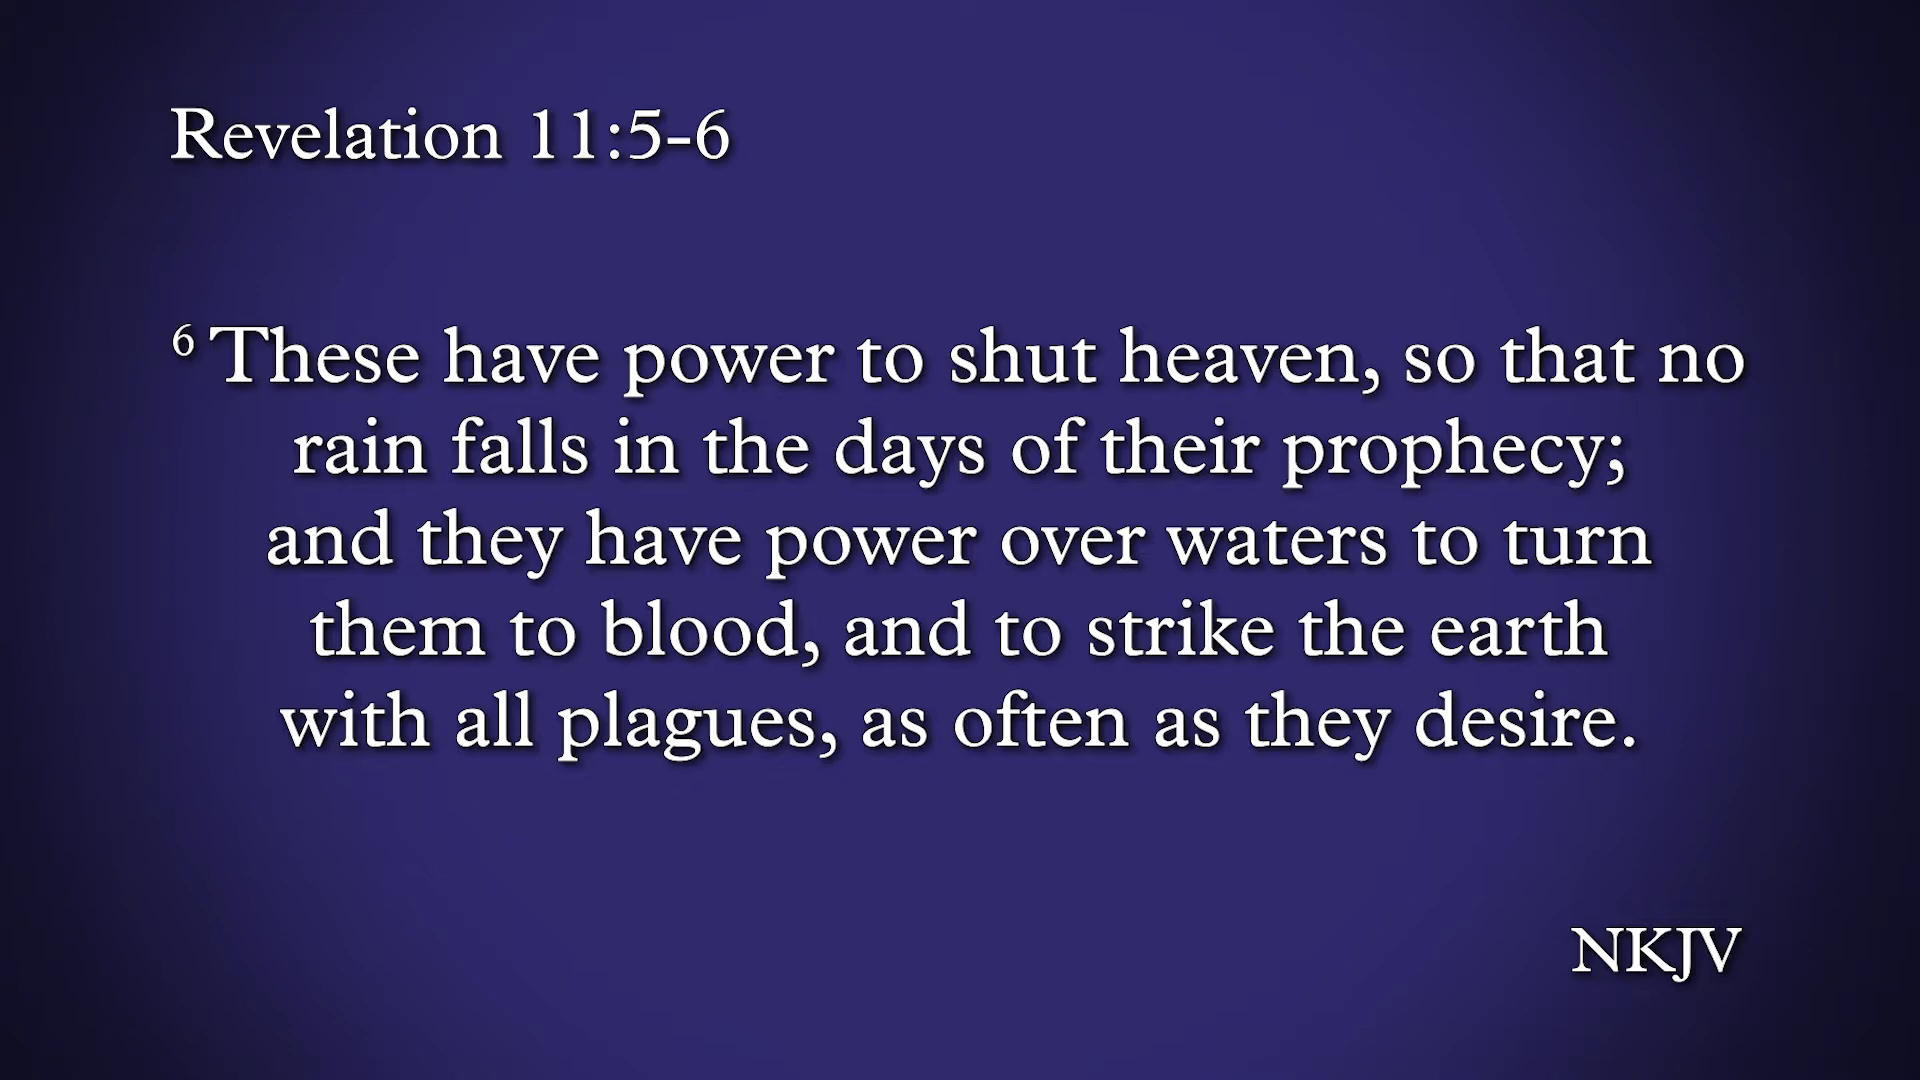 Revelation 11:5-6
6 These have power to shut heaven, so that no
rain falls in the days of their prophecy;
and they have power over waters to turn
them to blood, and to strike the earth
with all plagues, as often as they desire.
NKJV